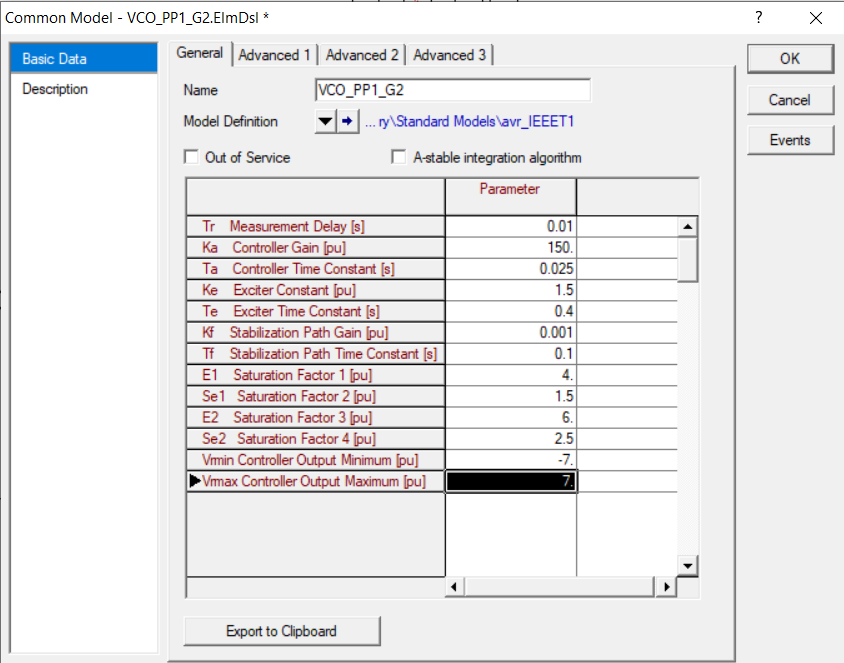 Common Model - VCO_PP1_G2.ElmDsl *
?
Basic Data
Description
General Advanced 1 Advanced 2 Advanced 3
Name VCO_PP1_G2
Model Definition ... ry\Standard Models\avr_IEEET1
Out of Service A-stable integration algorithm
Parameter
Tr Measurement Delay [s] 0.01
Ka Controller Gain [pu] 150.
Ta Controller Time Constant [s] 0.025
Ke Exciter Constant [pu] 1.5
Te Exciter Time Constant [s] 0.4
Kf Stabilization Path Gain [pu] 0.001
Tf Stabilization Path Time Constant [s] 0.1
E1 Saturation Factor 1 [pu] 4.
Se1 Saturation Factor 2 [pu] 1.5
E2 Saturation Factor 3 [pu] 6.
Se2 Saturation Factor 4 [pu] 2.5
Vrmin Controller Output Minimum [pu] -7.
Vrmax Controller Output Maximum [pu] 7.
Export to Clipboard
OK
Cancel
Events